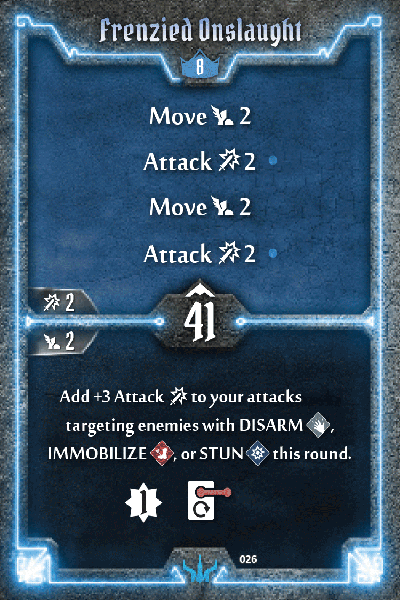 Frenzied Onslaught
8
Move 2
Attack 2
Move 2
Attack 2
2
41
2
Add +3 Attack to your attacks
targeting enemies with DISARM ,
IMMOBILIZE , or STUN this round.
1
026